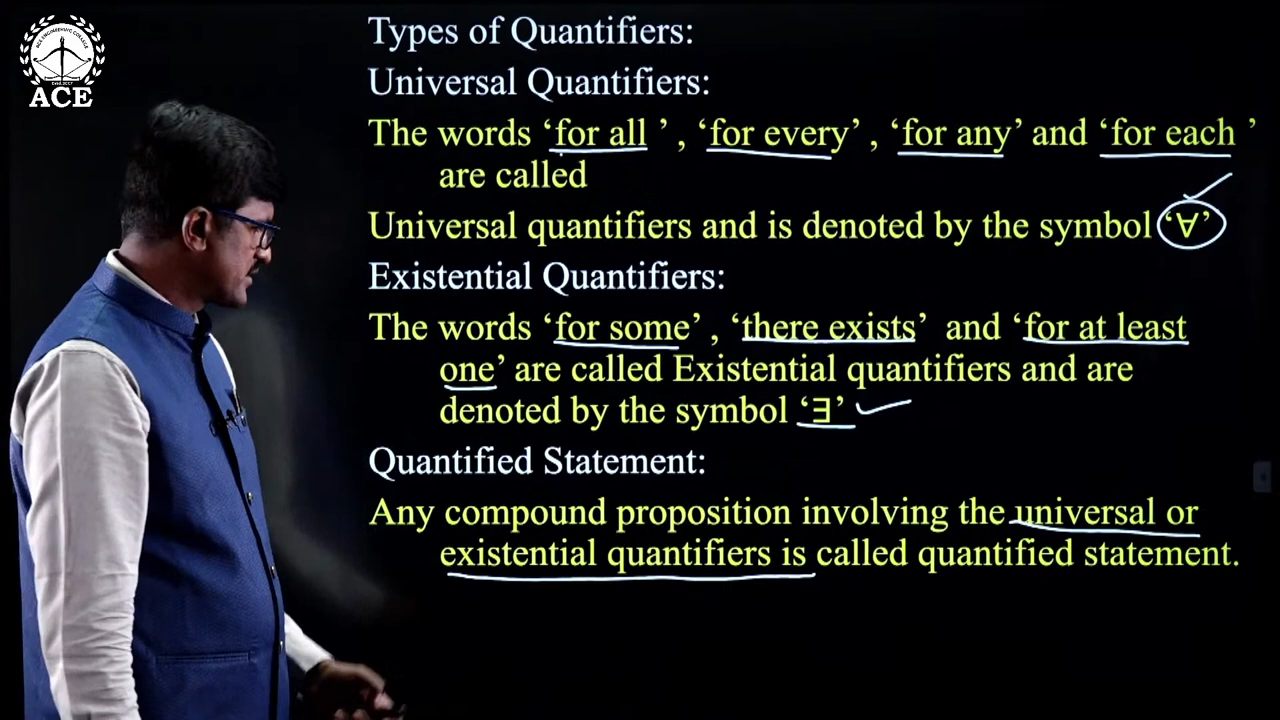 ACE
Types of Quantifiers:
Universal Quantifiers:
The words ‘for all ’ , ‘for every’ , ‘for any’ and ‘for each ’
are called
Universal quantifiers and is denoted by the symbol ‘∀’
Existential Quantifiers:
The words ‘for some’ , ‘there exists’ and ‘for at least
one’ are called Existential quantifiers and are
denoted by the symbol ‘∃’
Quantified Statement:
Any compound proposition involving the universal or
existential quantifiers is called quantified statement.